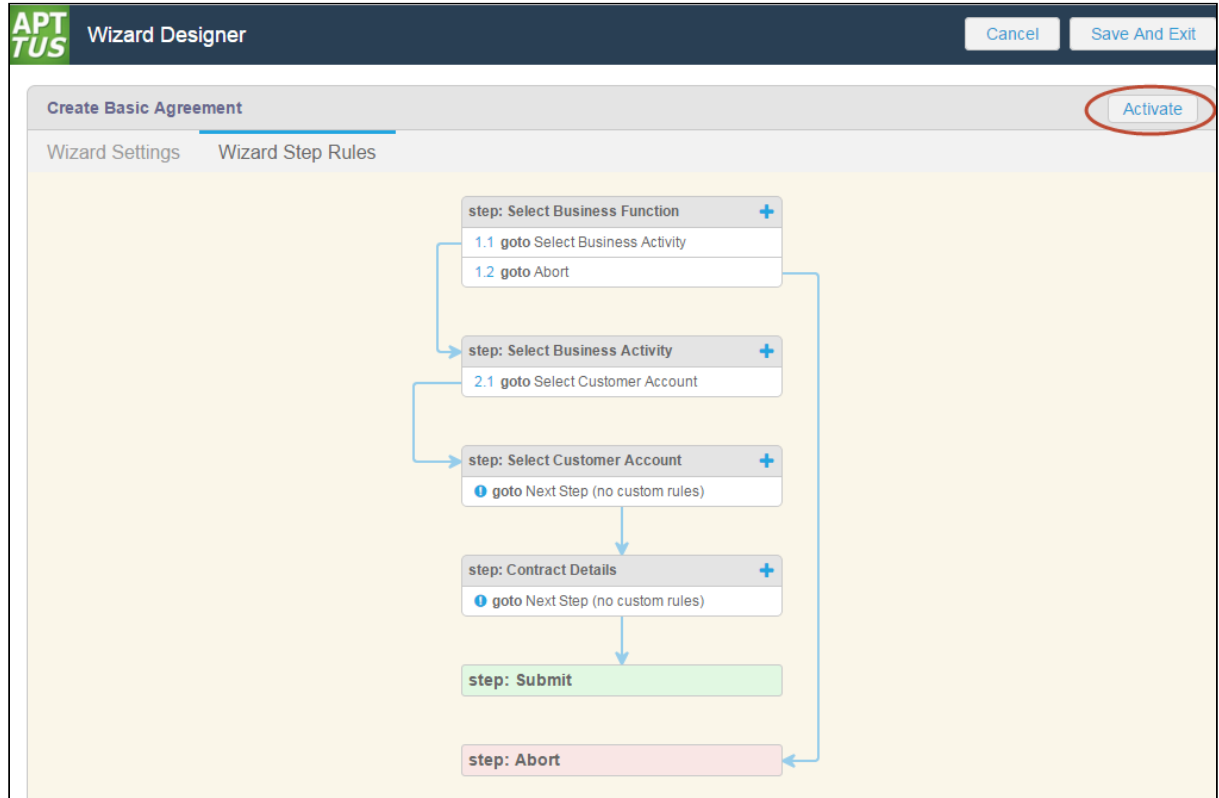 APT
TUS
Wizard Designer
Cancel
Save And Exit
Create Basic Agreement
Activate
Wizard Settings
Wizard Step Rules
step: Select Business Function
1.1 goto Select Business Activity
1.2 goto Abort
step: Select Business Activity
2.1 goto Select Customer Account
step: Select Customer Account
goto Next Step (no custom rules)
step: Contract Details
goto Next Step (no custom rules)
step: Submit
step: Abort